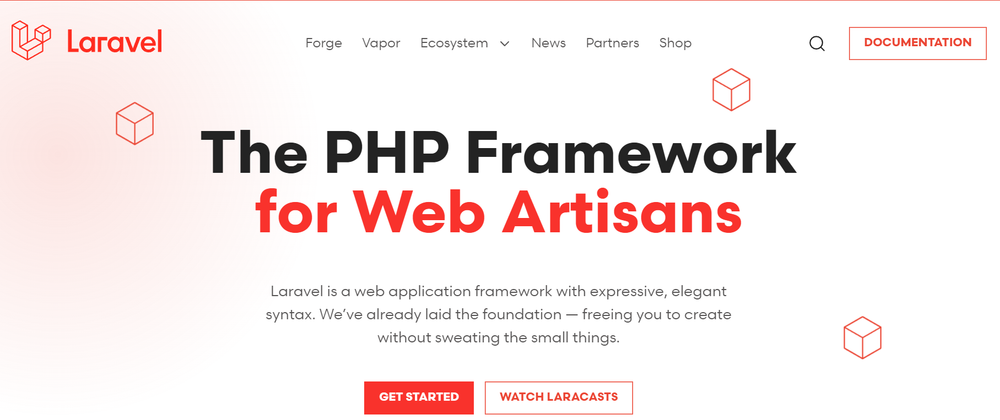 Laravel
Forge Vapor Ecosystem News Partners Shop
DOCUMENTATION
The PHP Framework
for Web Artisans
Laravel is a web application framework with expressive, elegant
syntax. We’ve already laid the foundation — freeing you to create
without sweating the small things.
GET STARTED
WATCH LARACASTS